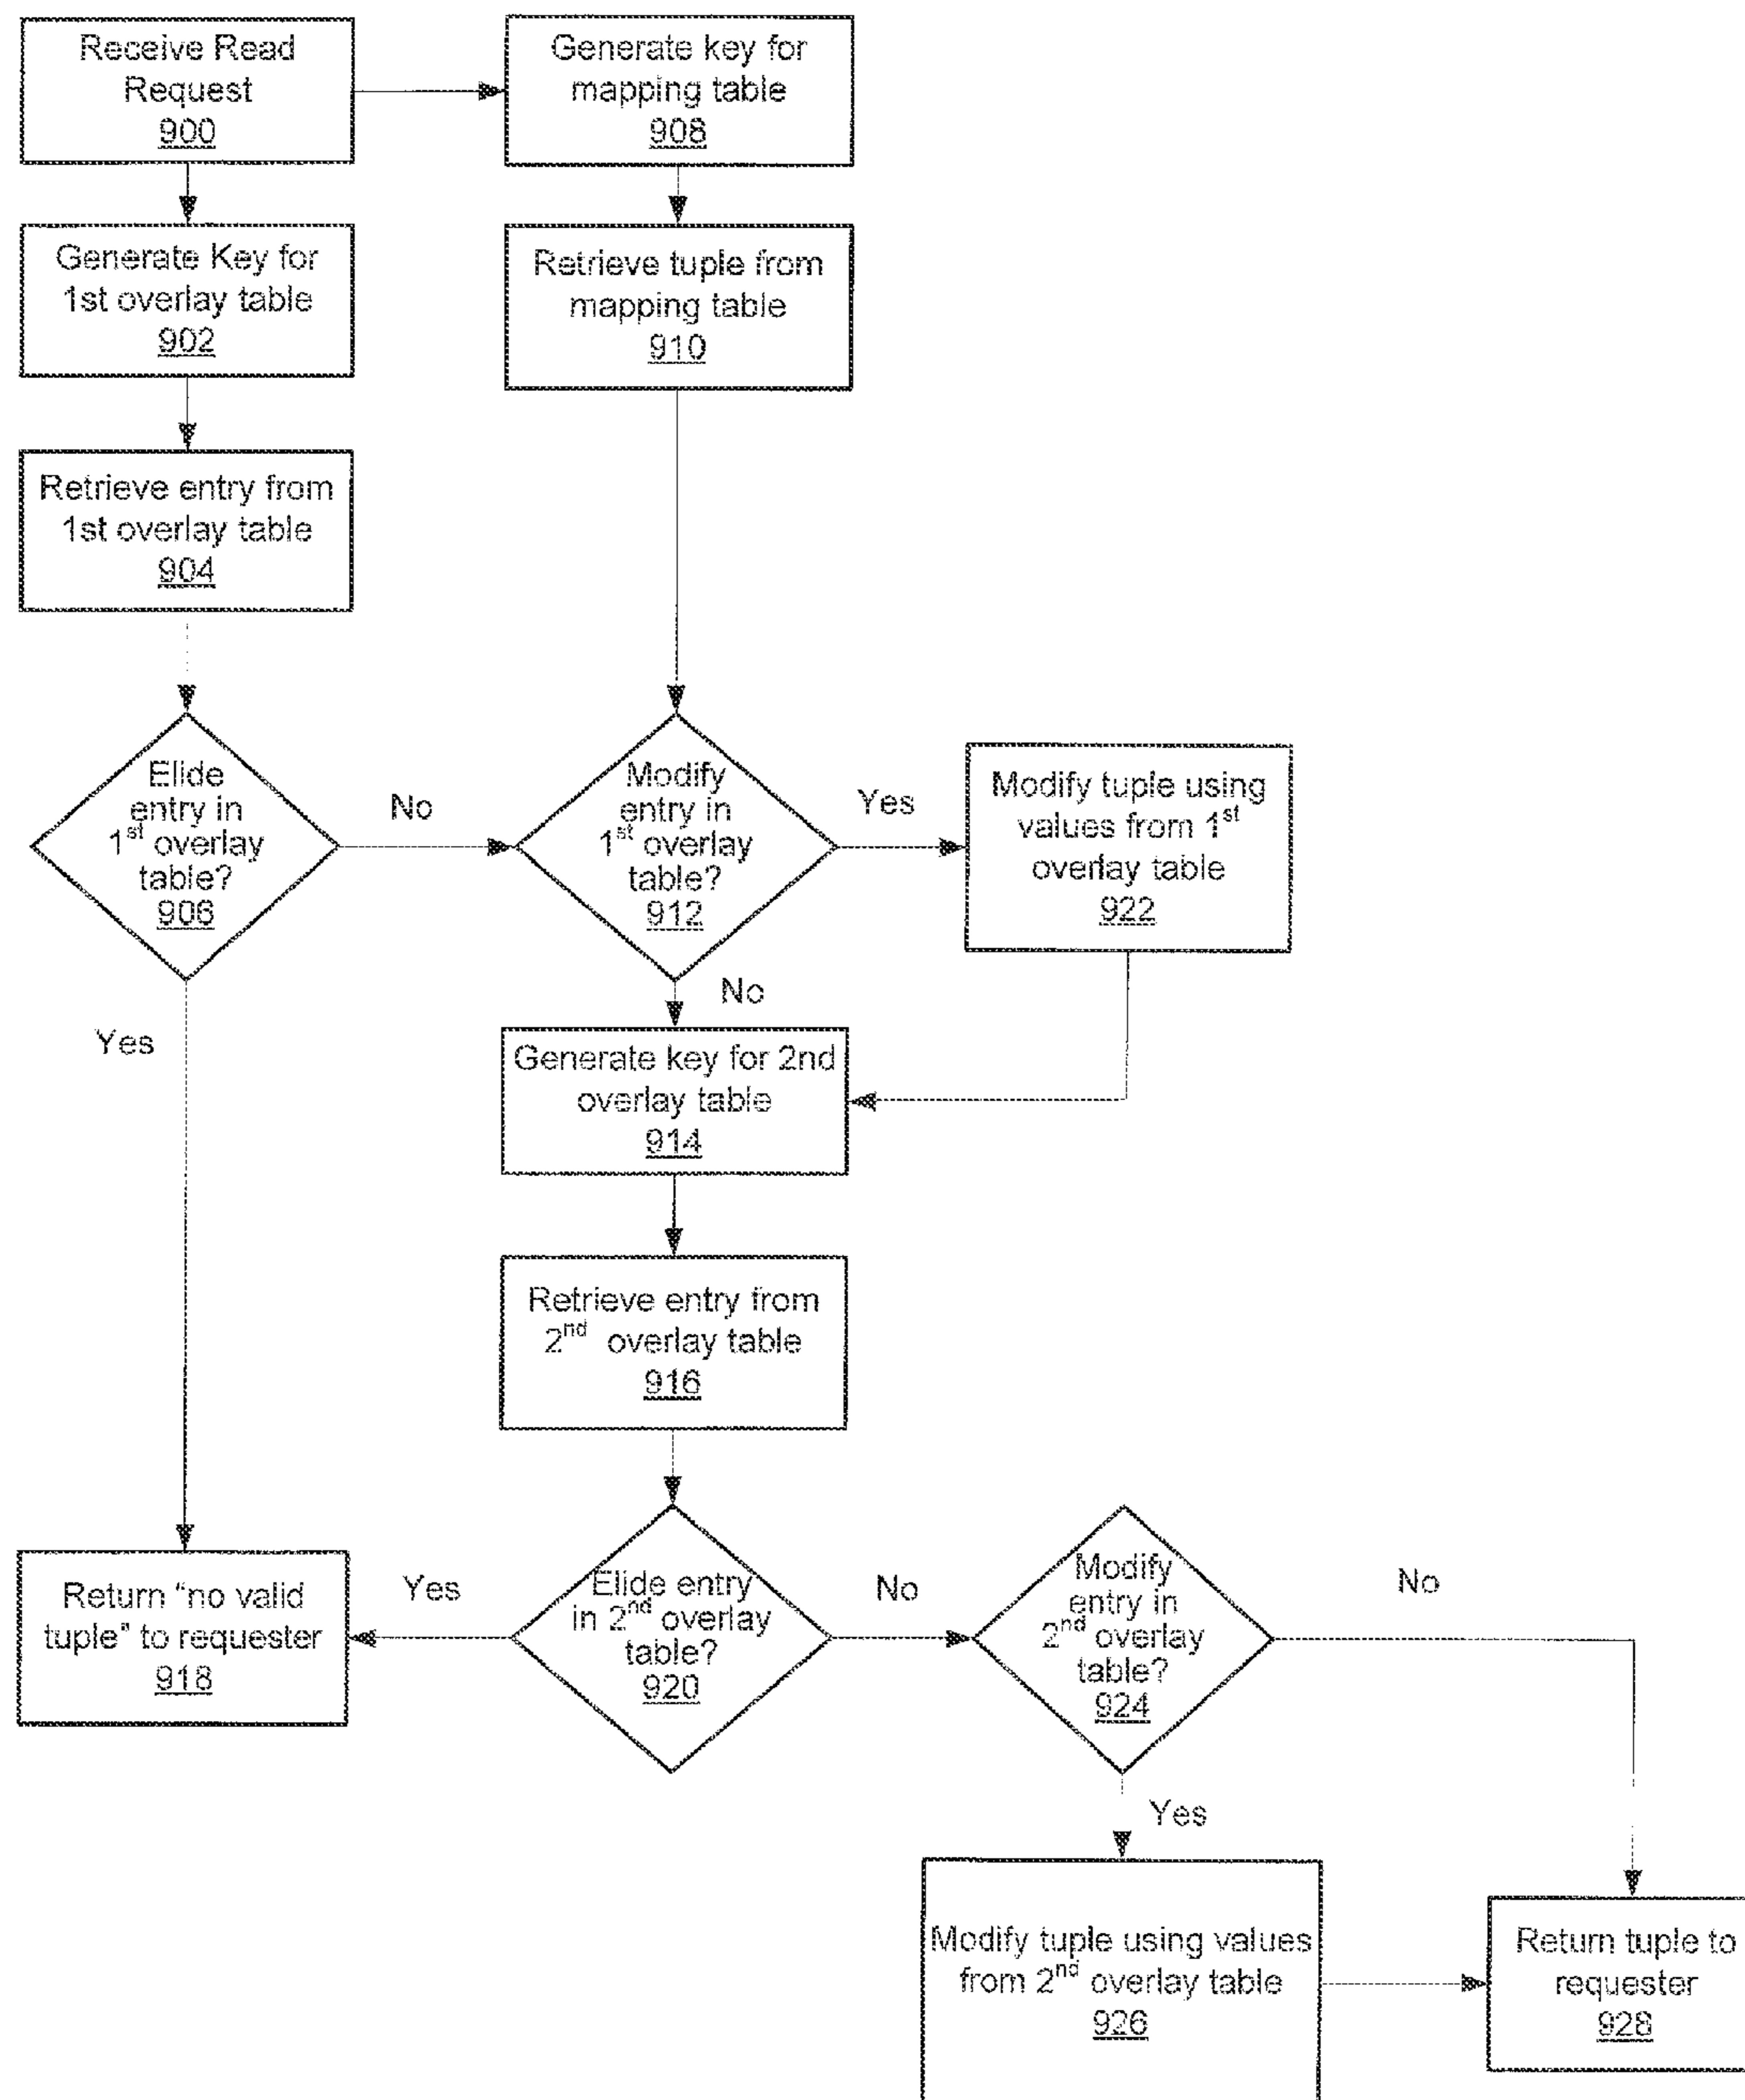 Receive Read
Request
900
Generate key for
mapping table
908
Generate Key for
1st overlay table
902
Retrieve tuple from
mapping table
910
Retrieve entry from
1st overlay table
904
Elide
entry in
1st overlay
table?
906
No
Modify
entry in
1st overlay
table?
912
Yes
Modify tuple using
values from 1st
overlay table
922
No
Yes
Generate key for 2nd
overlay table
914
Retrieve entry from
2nd overlay table
916
Return “no valid
tuple” to requester
918
Yes
Elide entry
in 2nd overlay
table?
920
No
Modify
entry in
2nd overlay
table?
924
No
Yes
Modify tuple using values
from 2nd overlay table
926
Return tuple to
requester
928